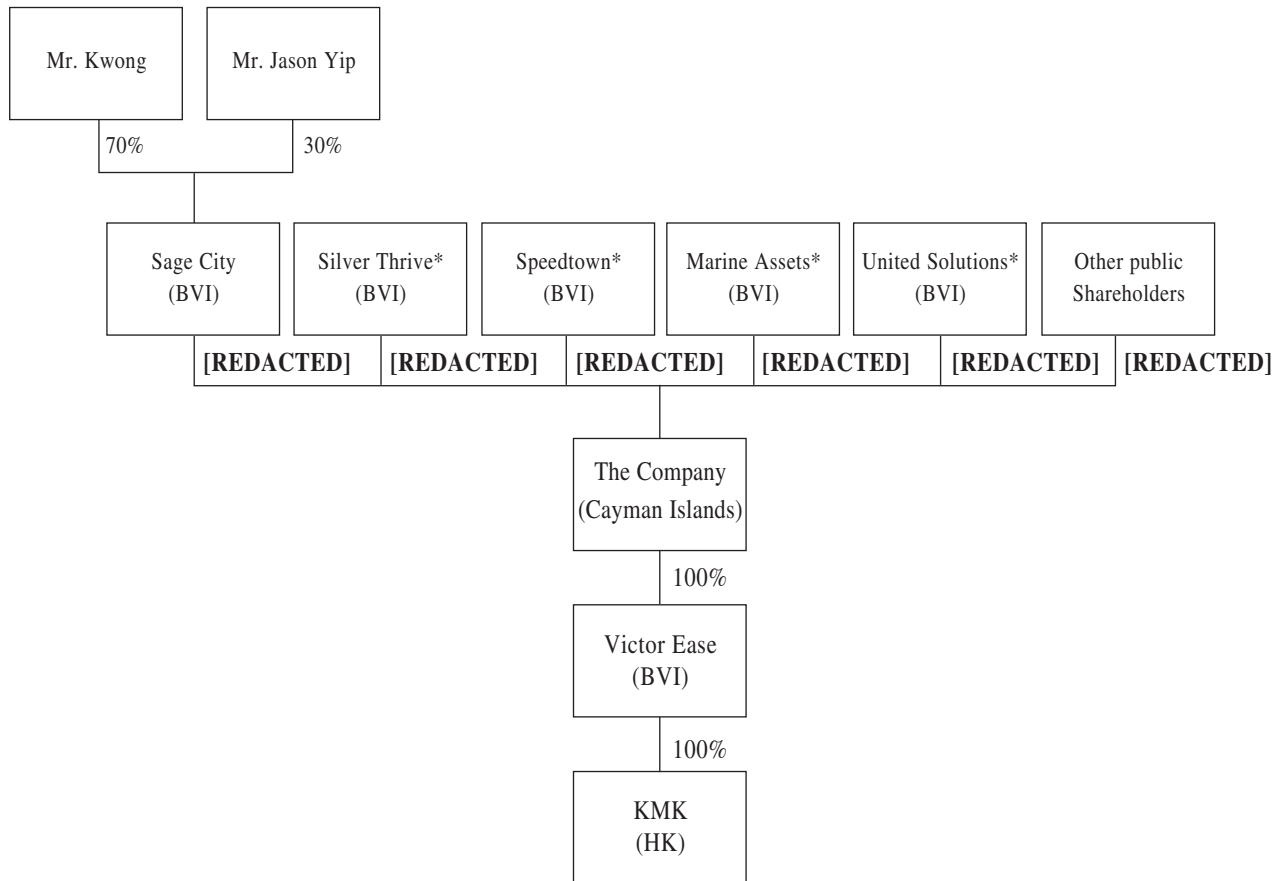 Mr. Kwong
Mr. Jason Yip
70%
30%
Sage City
(BVI)
Silver Thrive*
(BVI)
Speedtown*
(BVI)
Marine Assets*
(BVI)
United Solutions*
(BVI)
Other public
Shareholders
[REDACTED]
[REDACTED]
[REDACTED]
[REDACTED]
[REDACTED]
[REDACTED]
The Company
(Cayman Islands)
100%
Victor Ease
(BVI)
100%
KMK
(HK)